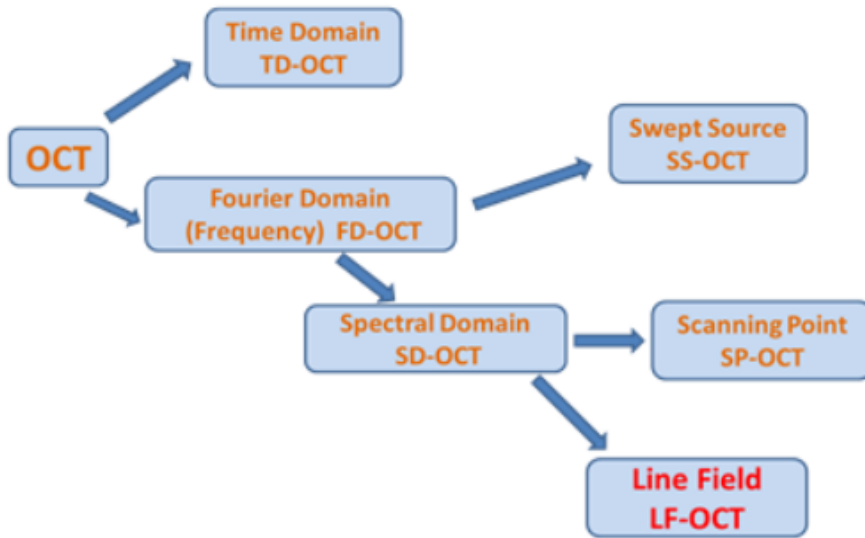 Time Domain
TD-OCT
OCT
Swept Source
SS-OCT
Fourier Domain
(Frequency) FD-OCT
Spectral Domain
SD-OCT
Scanning Point
SP-OCT
Line Field
LF-OCT